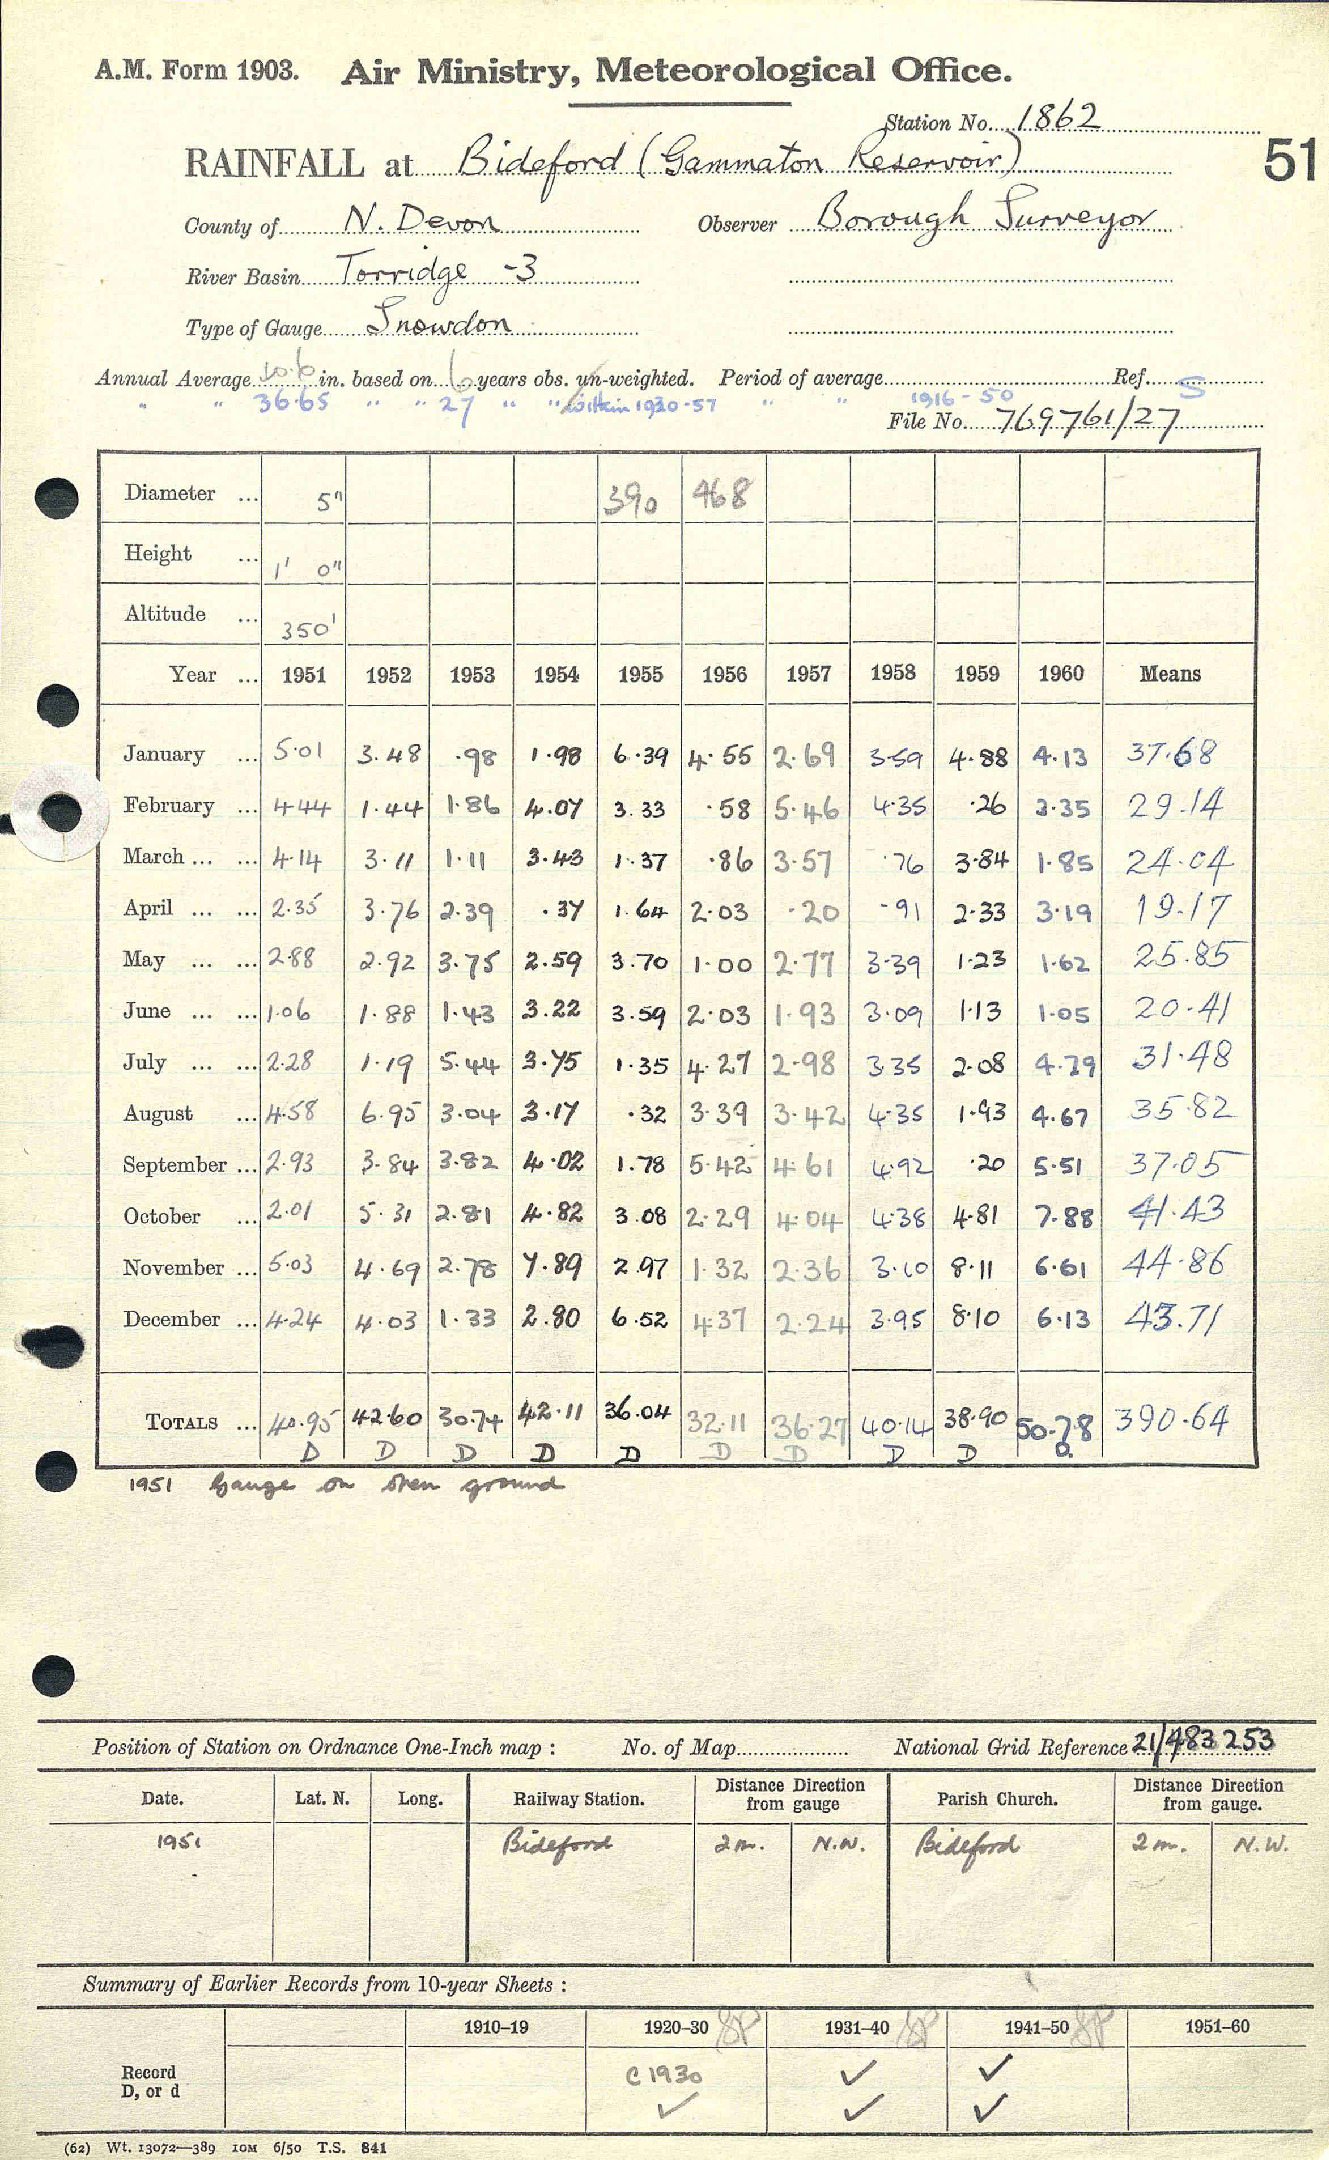 A.M. Form 1903. Air Ministry, Meteorological Office.
Station No. 1862
RAINFALL at Bideford (Gammaton Reservoir)
51
County of N. Devon Observer Borough Surveyor
River Basin Torridge -3
Type of Gauge Snowdon
Annual Average in. based on 6 years obs. un-weighted. Period of average Ref. S
" " 36.65 " " 27 " " within 1930-57 " " 1916-50
File No. 769761/27
Diameter ... 5" 390 468
Height ... 1' 0"
Altitude ... 350'
Year ... 1951 1952 1953 1954 1955 1956 1957 1958 1959 1960 Means
January ... 5.01 3.48 .98 1.98 6.39 4.55 2.69 3.59 4.88 4.13 37.68
February ... 4.44 1.44 1.86 4.07 3.33 .58 5.46 4.35 .26 3.35 29.14
March ... ... 4.14 3.11 1.11 3.43 1.37 .86 3.57 .76 3.84 1.85 24.04
April ... ... 2.35 3.76 2.39 .37 1.64 2.03 .20 .91 2.33 3.19 19.17
May ... ... 2.88 2.92 3.75 2.59 3.70 1.00 2.77 3.39 1.23 1.62 25.85
June ... ... 1.06 1.88 1.43 3.22 3.59 2.03 1.93 3.09 1.13 1.05 20.41
July ... ... 2.28 1.19 5.44 3.75 1.35 4.27 2.98 3.35 2.08 4.79 31.48
August ... 4.58 6.95 3.04 3.17 .32 3.39 3.42 4.35 1.93 4.67 35.82
September ... 2.93 3.84 3.82 4.02 1.78 5.42 4.61 4.92 .20 5.51 37.05
October ... 2.01 5.31 2.81 4.82 3.08 2.29 4.04 4.38 4.81 7.88 41.43
November ... 5.03 4.69 2.78 7.89 2.97 1.32 2.36 3.10 8.11 6.61 44.86
December ... 4.24 4.03 1.33 2.80 6.52 4.37 2.24 3.95 8.10 6.13 43.71
TOTALS ... 40.95 42.60 30.74 42.11 36.04 32.11 36.27 40.14 38.90 50.78 390.64
D D D D D D D D D D.
1951 Gauge on open ground
Position of Station on Ordnance One-Inch map : No. of Map National Grid Reference 21/483253
Date. Lat. N. Long. Railway Station. Distance Direction from gauge Parish Church. Distance Direction from gauge.
1951 Bideford 2 m. N.W. Bideford 2 m. N.W.
Summary of Earlier Records from 10-year Sheets :
1910–19 1920–30 1931–40 1941–50 1951–60
Record C 1930 ✓ ✓
D, or d ✓ ✓ ✓
(62) Wt. 13072—389 10M 6/50 T.S. 841